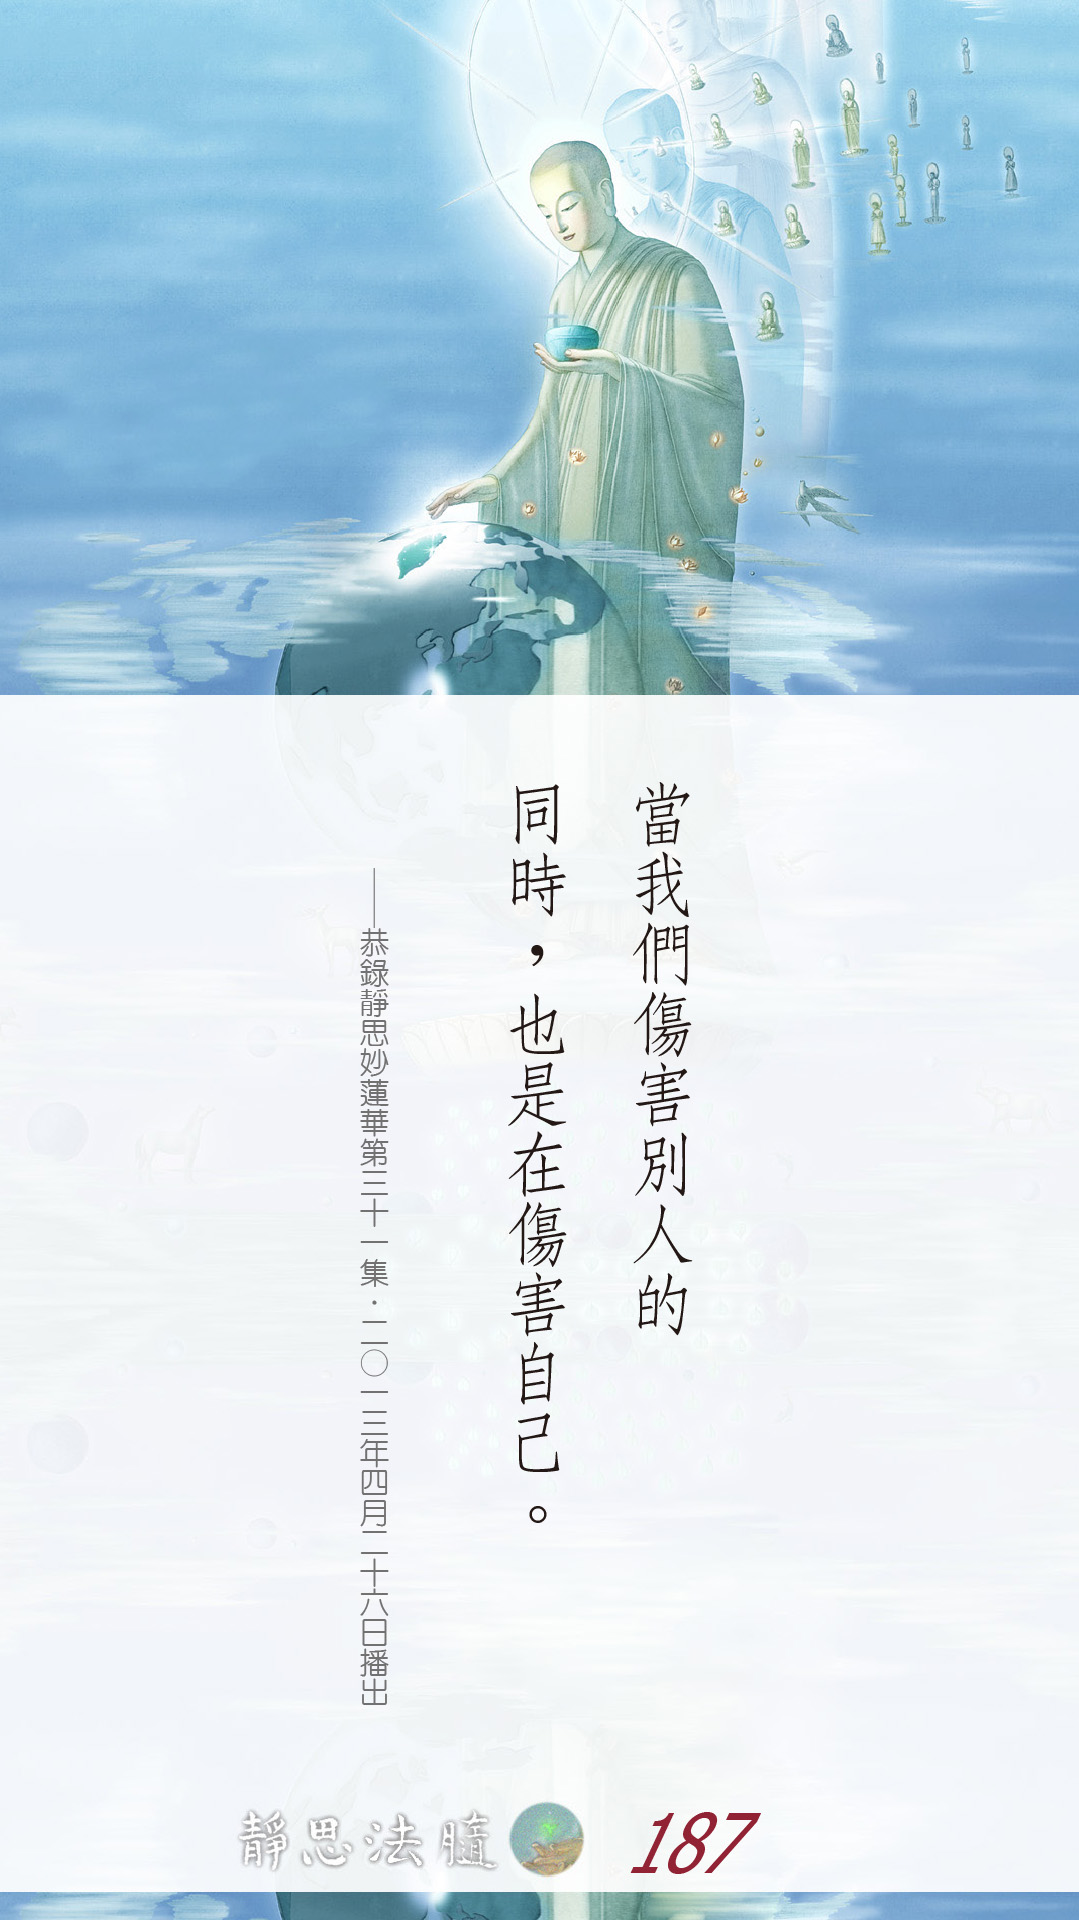 當我們傷害別人的
同時，也是在傷害自己。
——恭錄靜思妙蓮華第三十一集·二〇一三年四月二十六日播出
靜思法髓
187